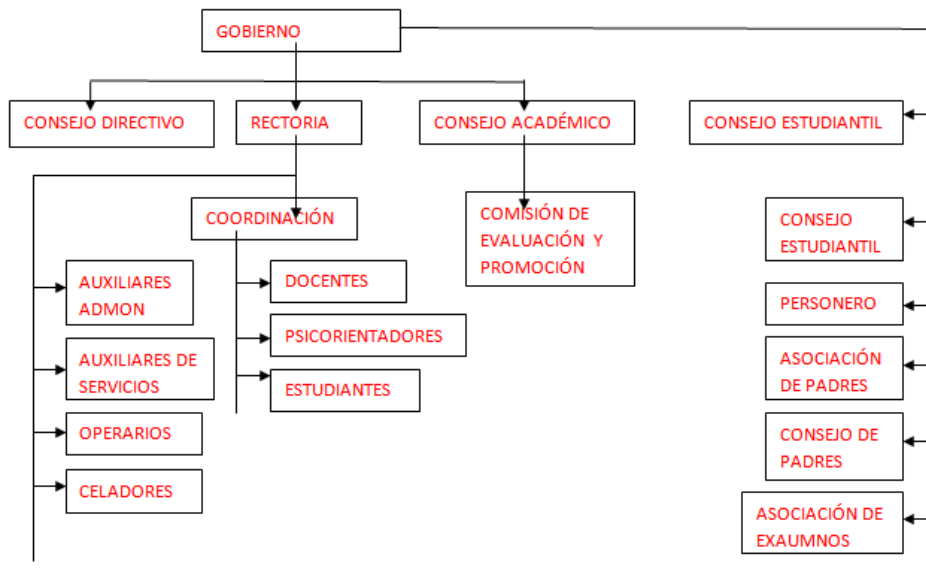 GOBIERNO
CONSEJO DIRECTIVO
RECTORIA
CONSEJO ACADÉMICO
CONSEJO ESTUDIANTIL
COORDINACIÓN
COMISIÓN DE
EVALUACIÓN Y
PROMOCIÓN
CONSEJO
ESTUDIANTIL
AUXILIARES
ADMON
DOCENTES
PERSONERO
PSICORIENTADORES
AUXILIARES DE
SERVICIOS
ASOCIACIÓN
DE PADRES
ESTUDIANTES
OPERARIOS
CONSEJO DE
PADRES
CELADORES
ASOCIACIÓN DE
EXAUMNOS